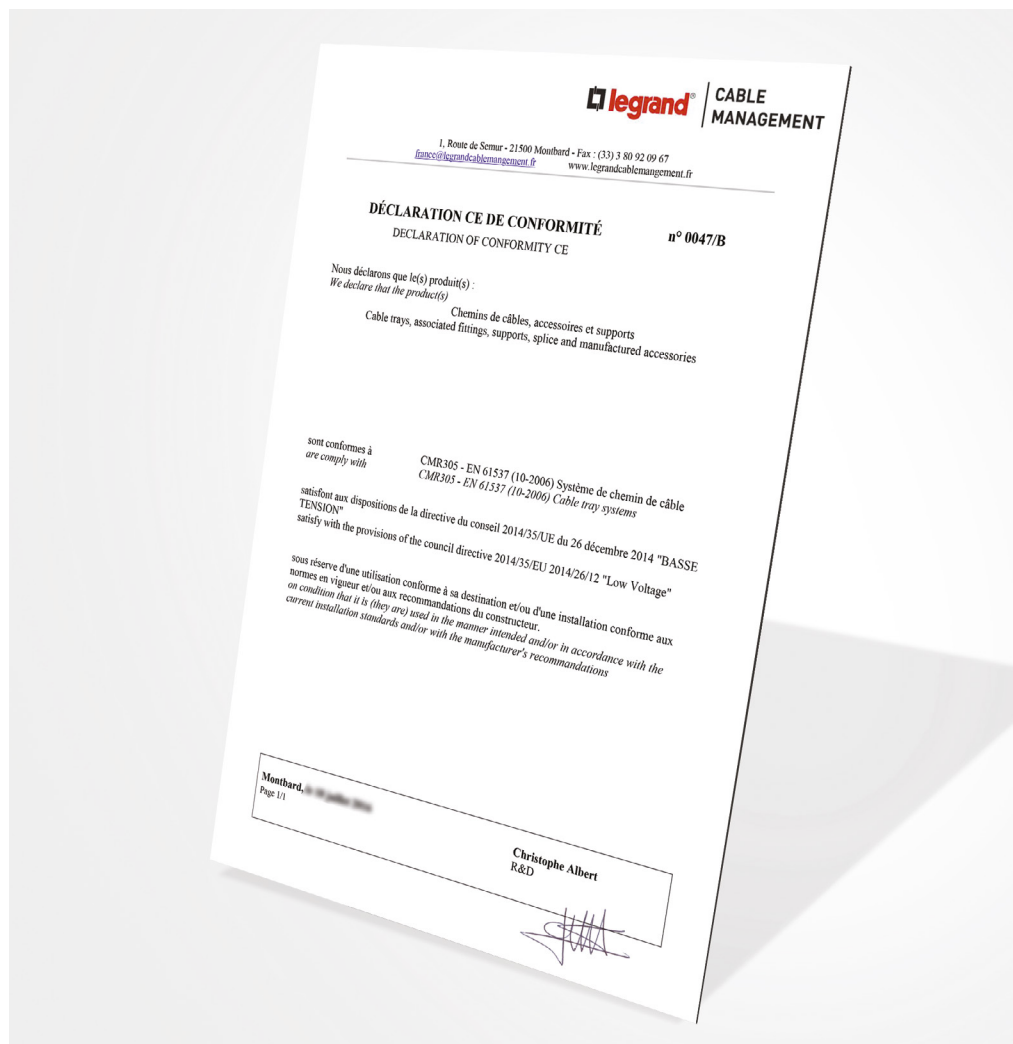 legrand® CABLE
MANAGEMENT
1, Route de Semur - 21500 Montbard - Fax : (33) 3 80 92 09 67
france@legrandcablemangement.fr www.legrandcablemangement.fr
DÉCLARATION CE DE CONFORMITÉ n° 0047/B
DECLARATION OF CONFORMITY CE
Nous déclarons que le(s) produit(s) :
We declare that the product(s)
Chemins de câbles, accessoires et supports
Cable trays, associated fittings, supports, splice and manufactured accessories
sont conformes à
are comply with
CMR305 - EN 61537 (10-2006) Système de chemin de câble
CMR305 - EN 61537 (10-2006) Cable tray systems
satisfont aux dispositions de la directive du conseil 2014/35/UE du 26 décembre 2014 "BASSE
TENSION"
satisfy with the provisions of the council directive 2014/35/EU 2014/26/12 "Low Voltage"
sous réserve d'une utilisation conforme à sa destination et/ou d'une installation conforme aux
normes en vigueur et/ou aux recommandations du constructeur.
on condition that it is (they are) used in the manner intended and/or in accordance with the
current installation standards and/or with the manufacturer's recommandations
Montbard,
Page 1/1
Christophe Albert
R&D